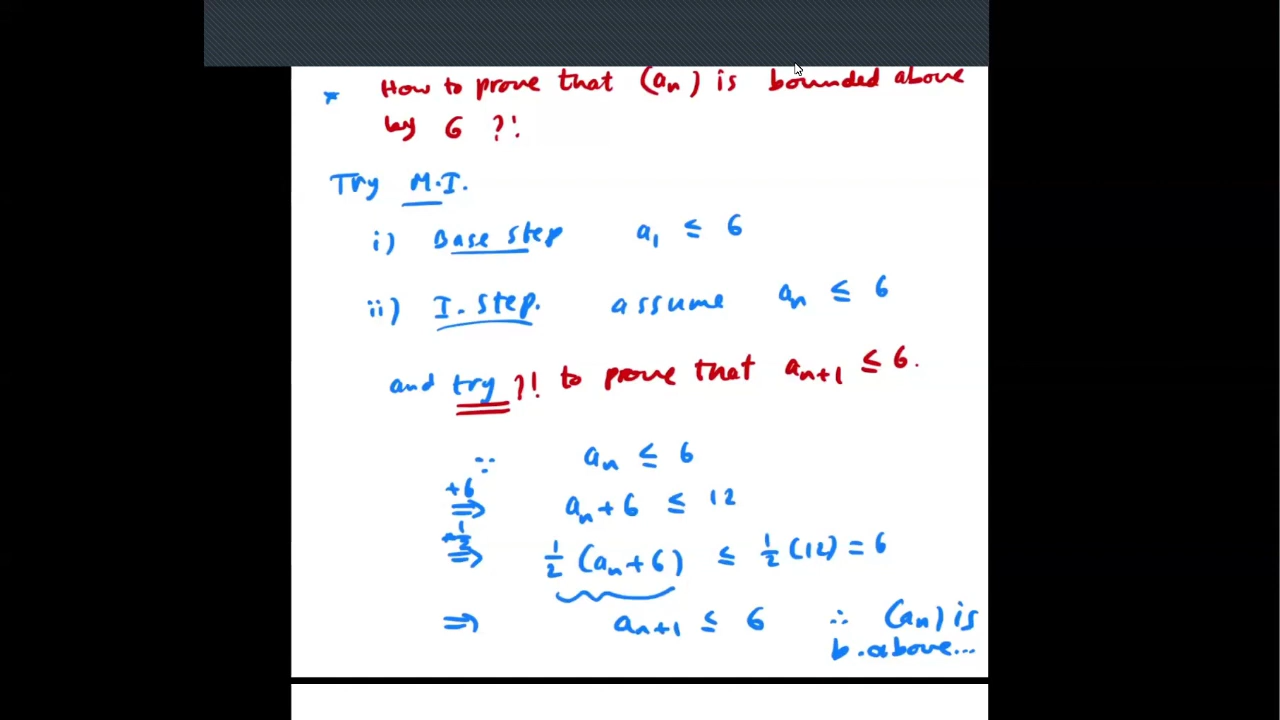 * How to prove that (aₙ) is bounded above
by 6 ?!
Try M.I.
i) Base step a₁ ≤ 6
ii) I. step. assume aₙ ≤ 6
and try ?! to prove that aₙ₊₁ ≤ 6.
∵ aₙ ≤ 6
+6 ⇒ aₙ + 6 ≤ 12
½ ⇒ ½ (aₙ + 6) ≤ ½ (12) = 6
⇒ aₙ₊₁ ≤ 6 ∴ (aₙ) is
b. above...